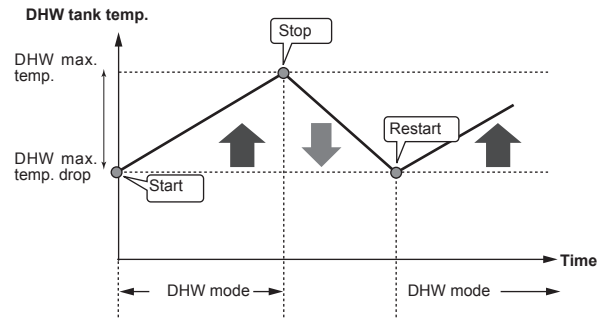 DHW tank temp.
Stop
DHW max.
temp.
Restart
DHW max.
temp. drop
Start
Time
DHW mode
DHW mode